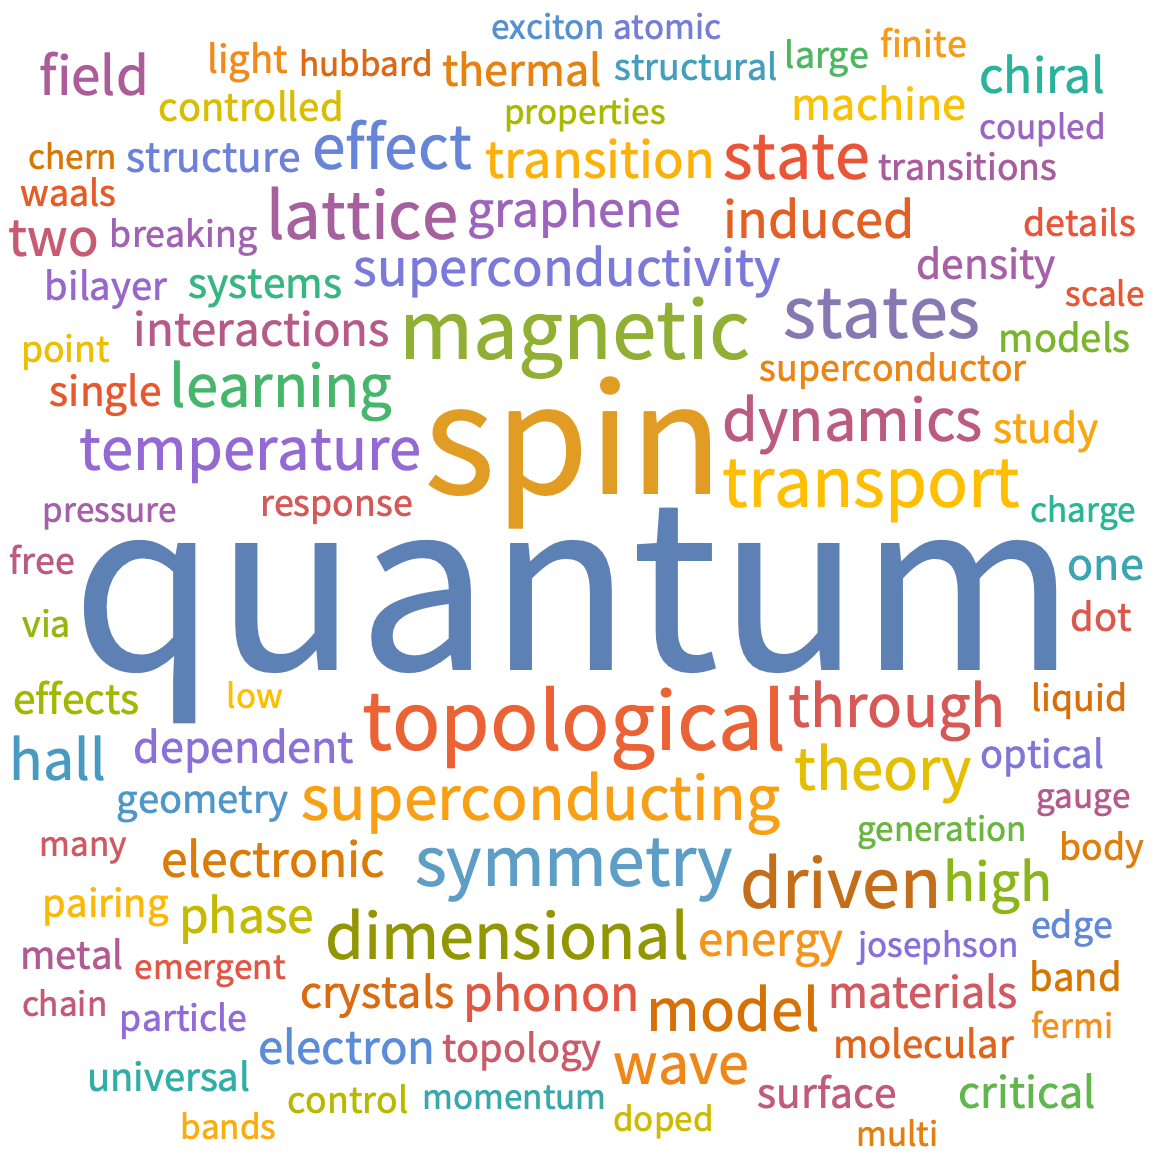 exciton atomic
field light hubbard thermal structural large finite chiral
controlled properties machine coupled
chern structure effect transition state transitions
waals
two breaking lattice graphene induced details
bilayer systems superconductivity density scale
point interactions magnetic states models
single learning superconductor
temperature spin dynamics study
transport
pressure response charge
free quantum one
via dot
effects low topological through liquid
hall dependent theory optical
geometry superconducting gauge
many electronic symmetry generation body
driven high
pairing phase dimensional energy josephson edge
metal emergent
chain crystals phonon model materials band
particle fermi
electron topology wave molecular
universal control momentum surface critical
bands doped multi